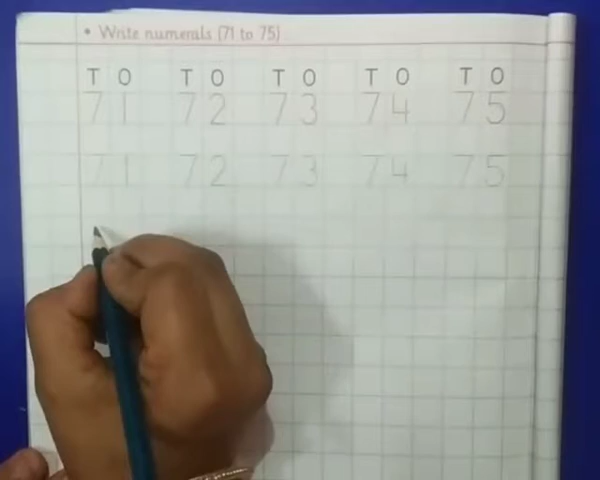 • Write numerals (71 to 75)
T O T O T O T O T O
71 72 73 74 75
71 72 73 74 75